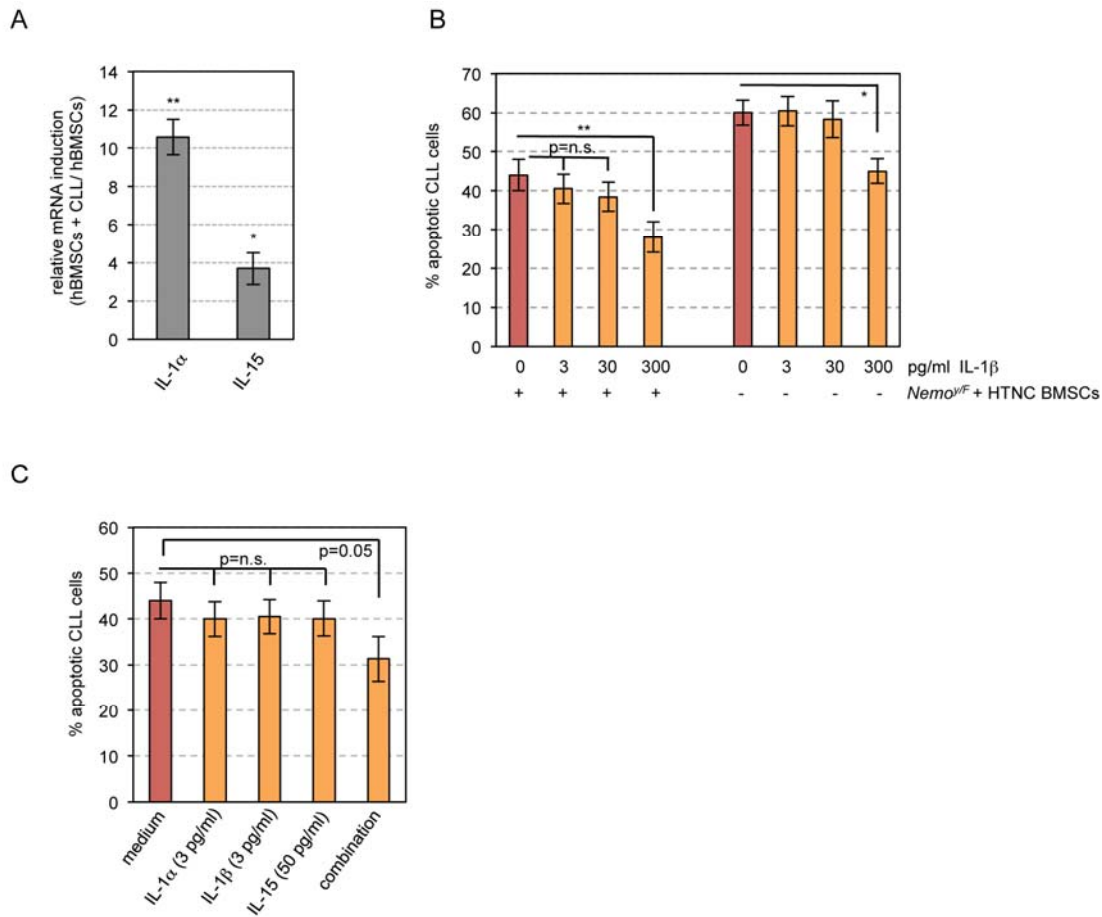 A
relative mRNA induction
(hBMSCs + CLL/ hBMSCs)
14
12
10
8
6
4
2
0
**
*
IL-1α
IL-15
B
% apoptotic CLL cells
70
60
50
40
30
20
10
0
**
p=n.s.
*
0 3 30 300 0 3 30 300 pg/ml IL-1β
+ + + + - - - - Nemo^y/F + HTNC BMSCs
C
% apoptotic CLL cells
60
50
40
30
20
10
0
p=0.05
p=n.s.
medium
IL-1α (3 pg/ml)
IL-1β (3 pg/ml)
IL-15 (50 pg/ml)
combination